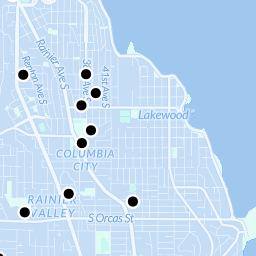 Rainier Ave S
Renton Ave S
41st Ave S
Lakewood
COLUMBIA
CITY
RAINIER
VALLEY
S Orcas St